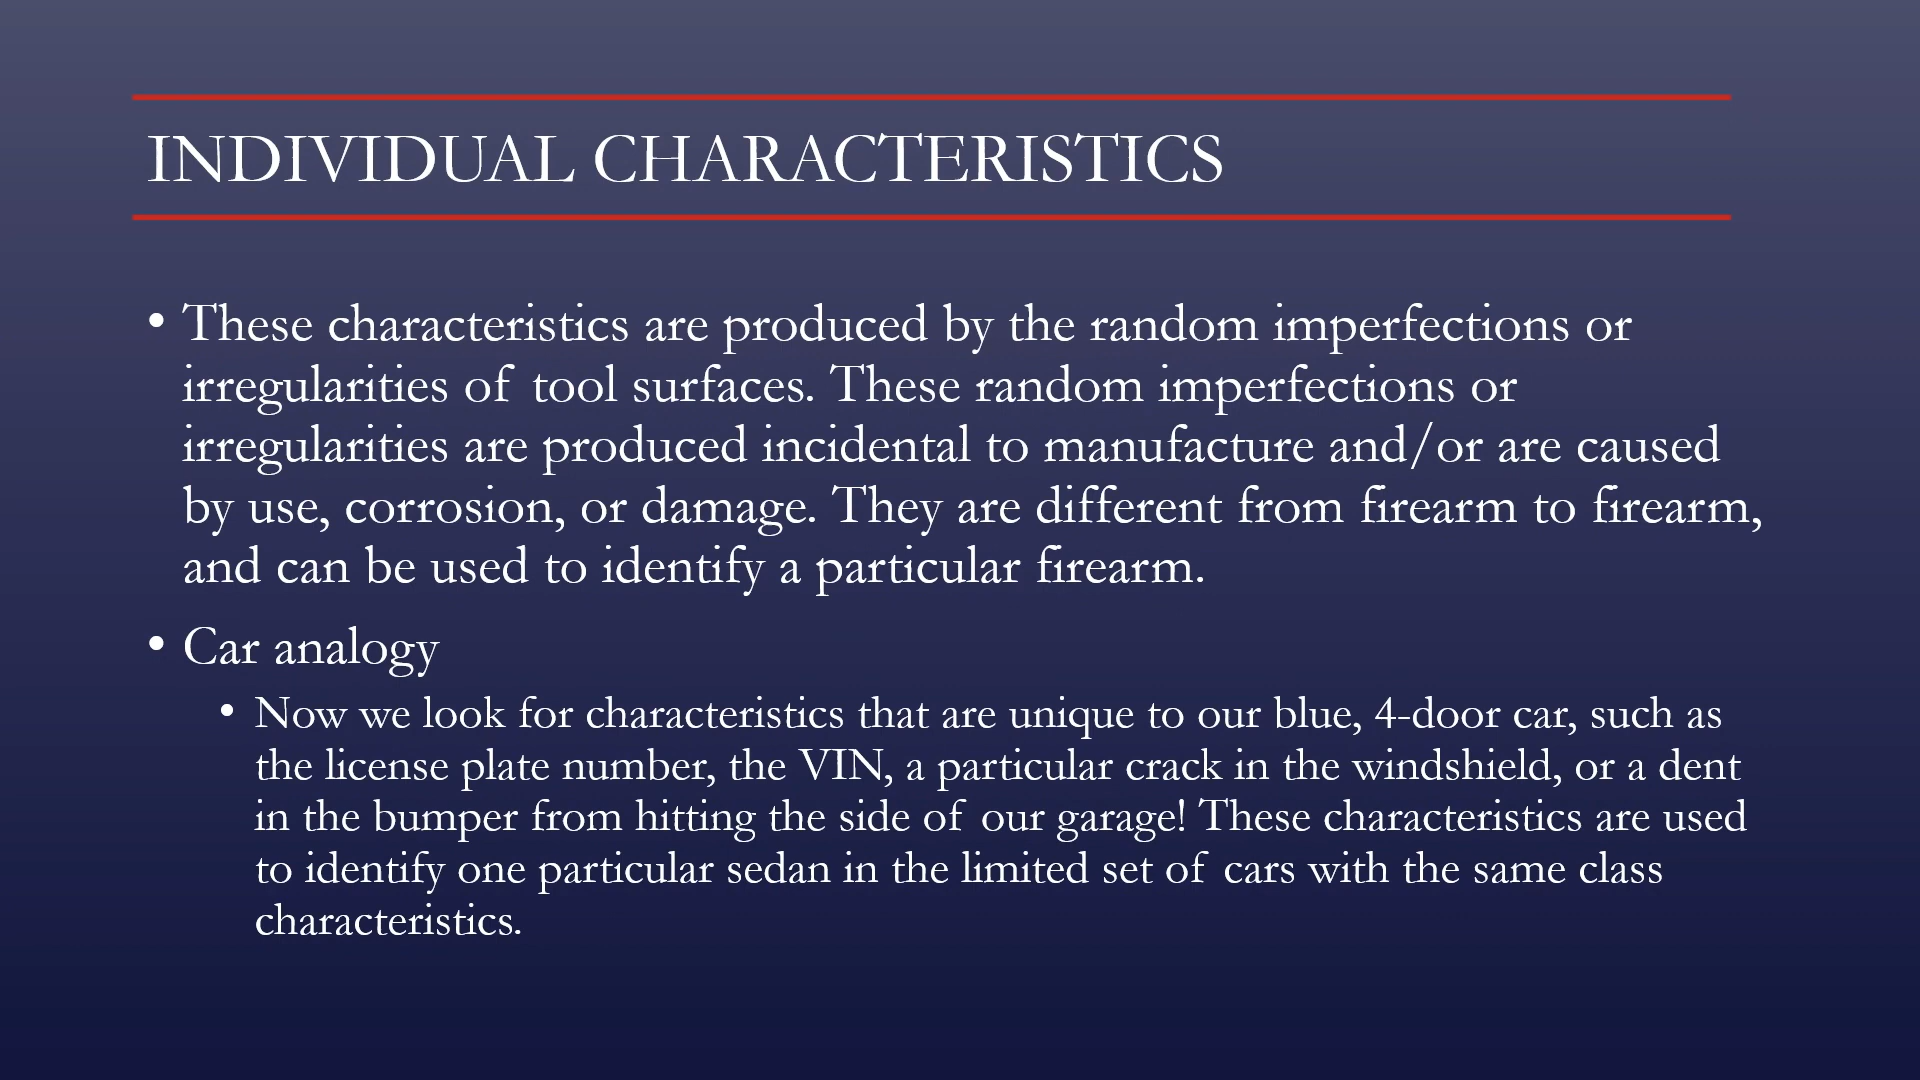 INDIVIDUAL CHARACTERISTICS
• These characteristics are produced by the random imperfections or
irregularities of tool surfaces. These random imperfections or
irregularities are produced incidental to manufacture and/or are caused
by use, corrosion, or damage. They are different from firearm to firearm,
and can be used to identify a particular firearm.
• Car analogy
• Now we look for characteristics that are unique to our blue, 4-door car, such as
the license plate number, the VIN, a particular crack in the windshield, or a dent
in the bumper from hitting the side of our garage! These characteristics are used
to identify one particular sedan in the limited set of cars with the same class
characteristics.